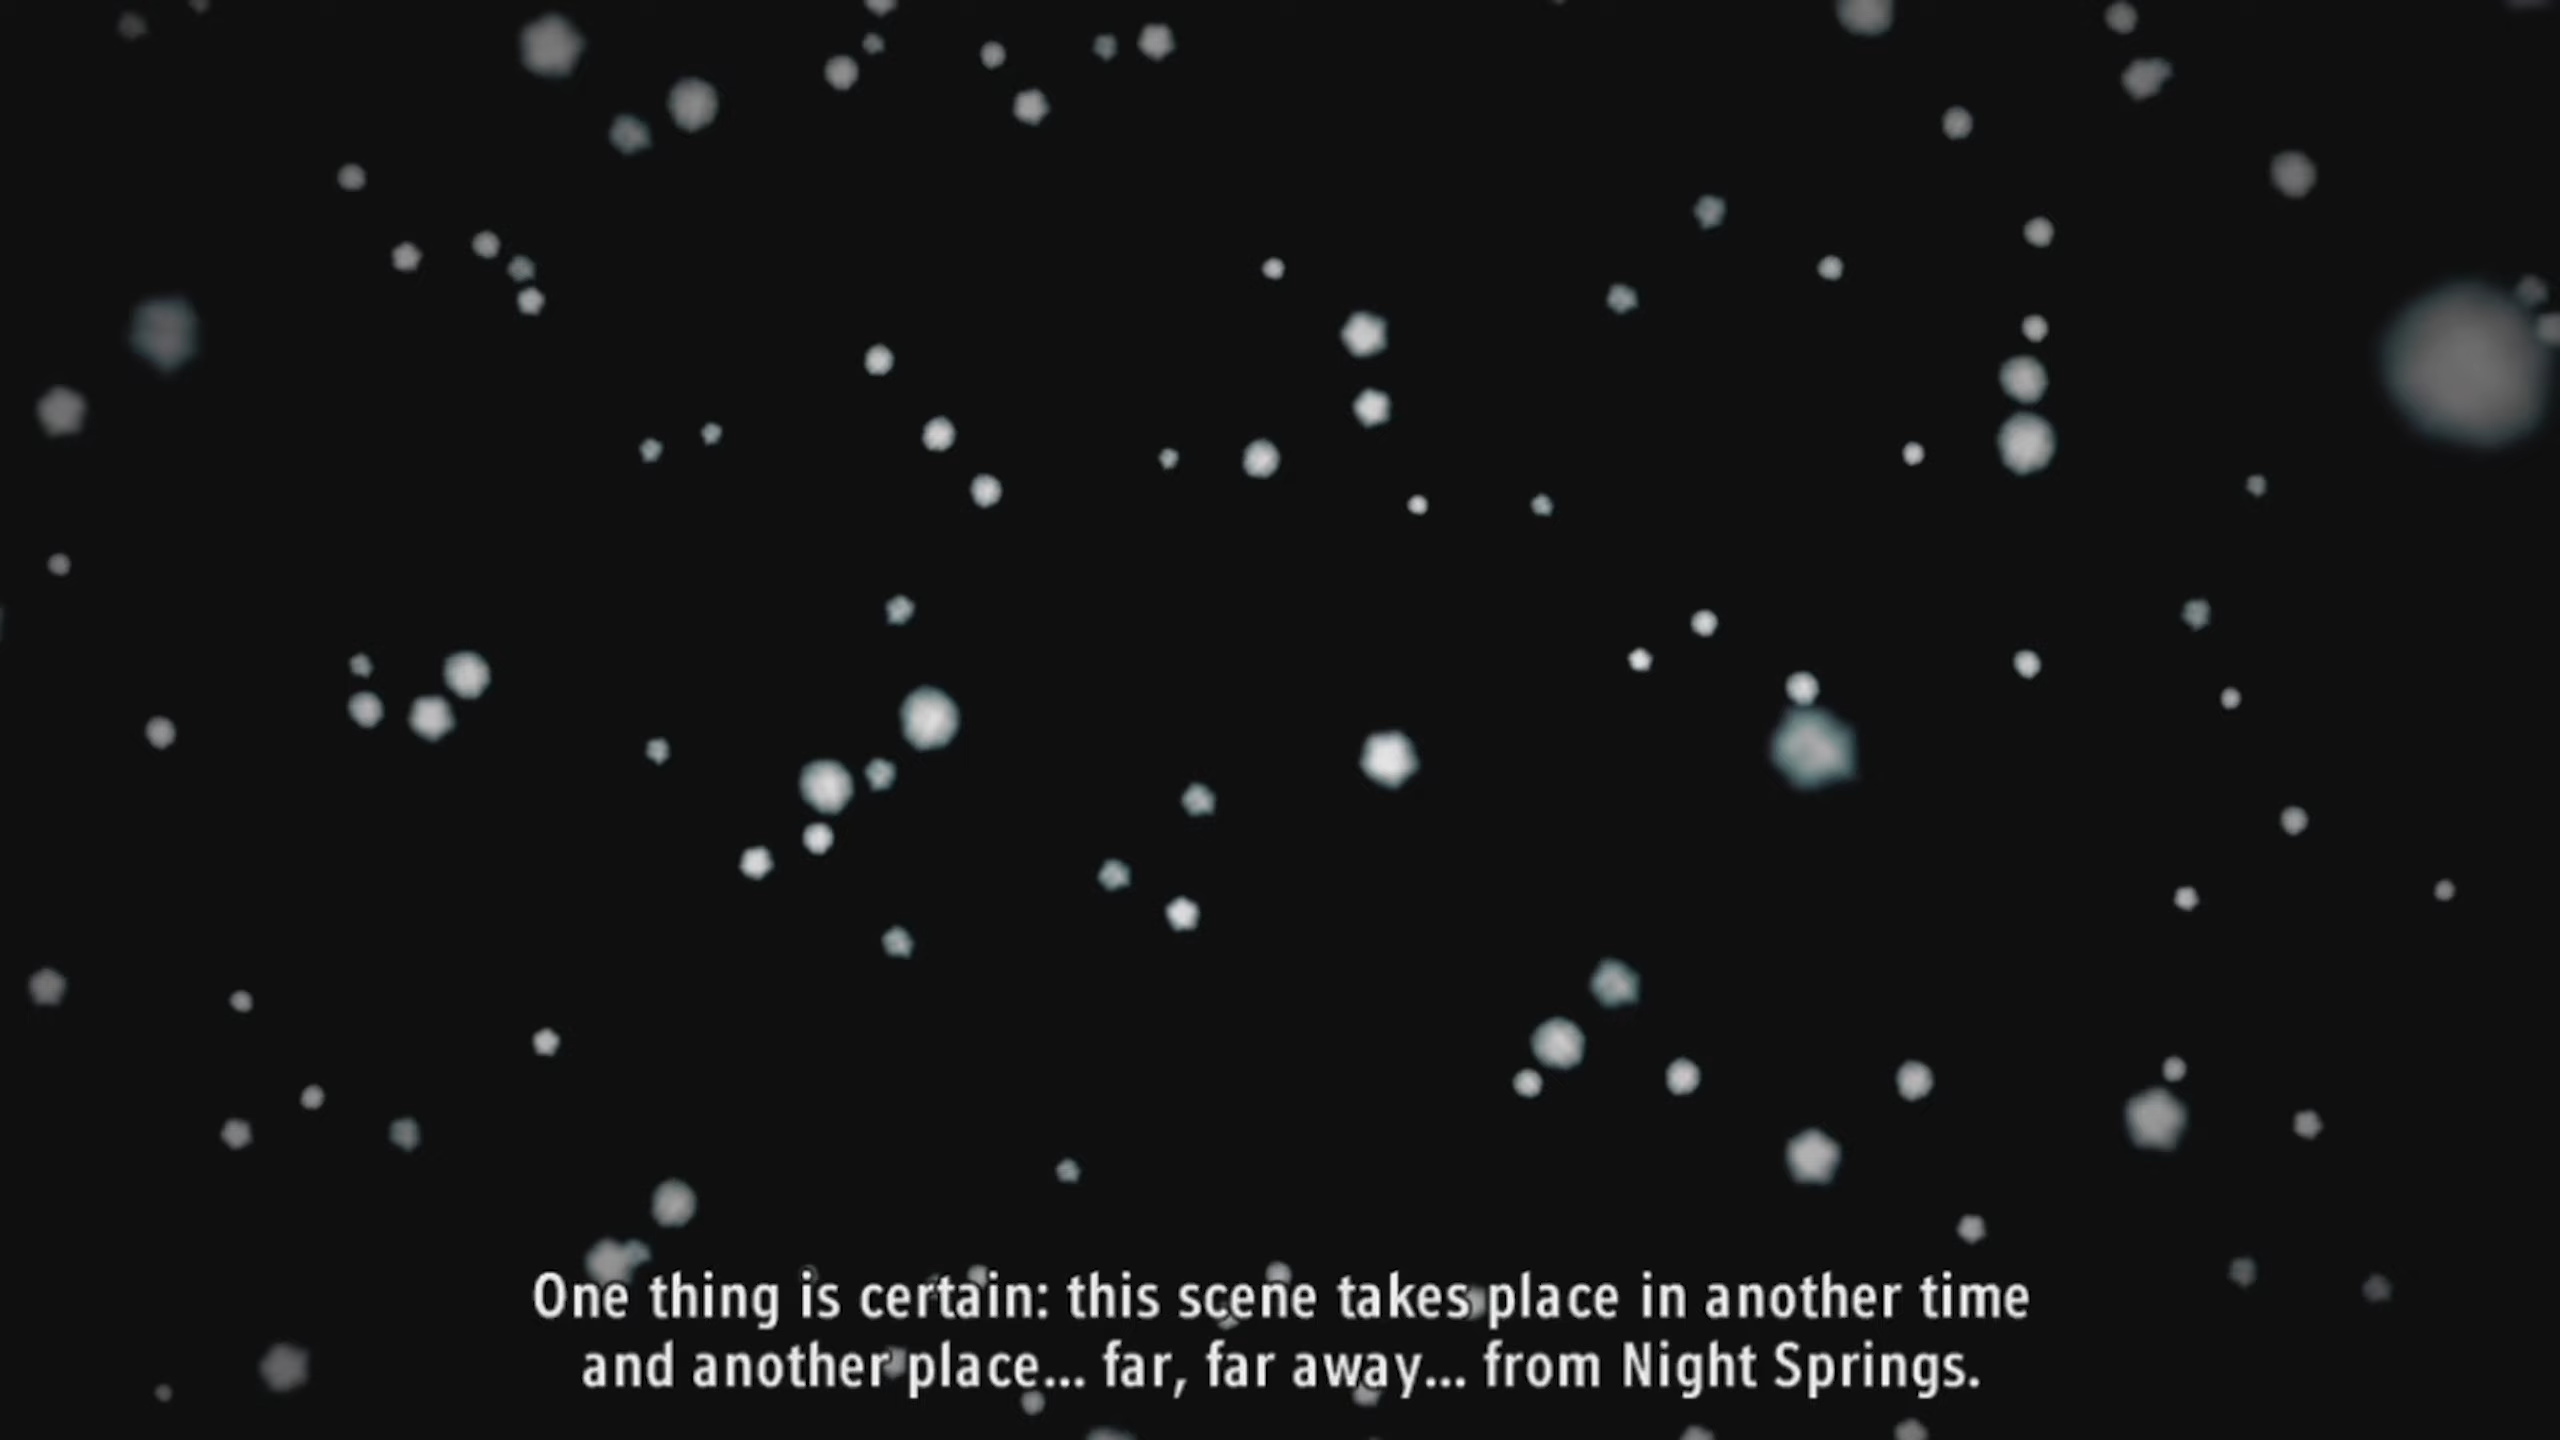 One thing is certain: this scene takes place in another time
and another place... far, far away... from Night Springs.